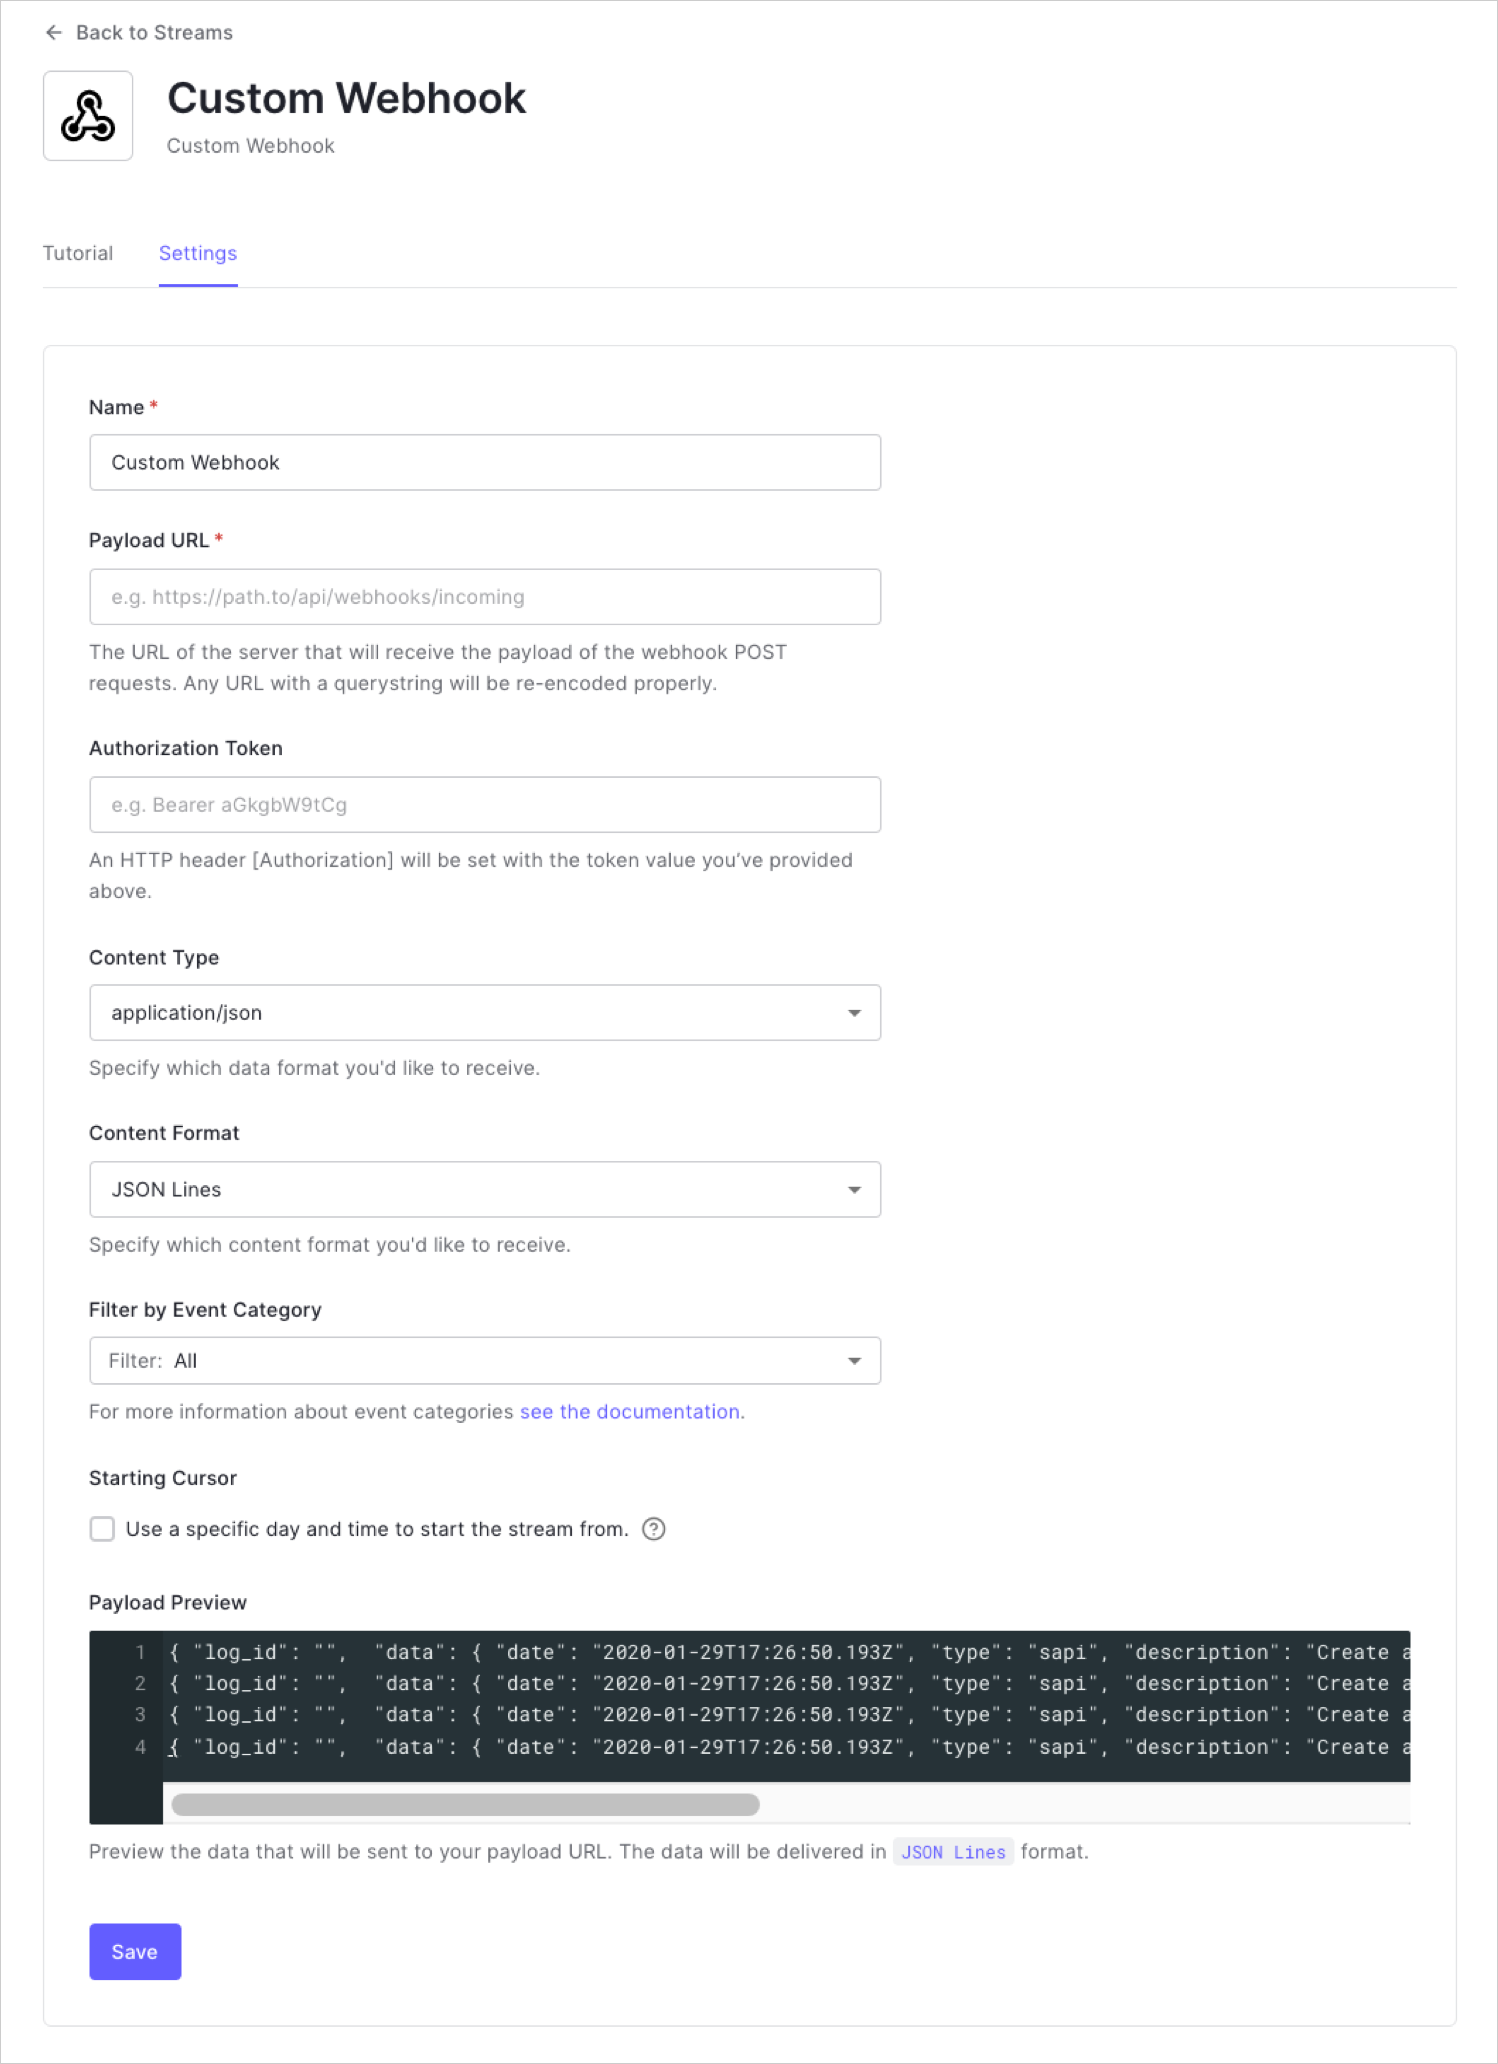 ← Back to Streams
Custom Webhook
Custom Webhook
Tutorial
Settings
Name *
Custom Webhook
Payload URL *
e.g. https://path.to/api/webhooks/incoming
The URL of the server that will receive the payload of the webhook POST
requests. Any URL with a querystring will be re-encoded properly.
Authorization Token
e.g. Bearer aGkgbW9tCg
An HTTP header [Authorization] will be set with the token value you’ve provided
above.
Content Type
application/json
Specify which data format you'd like to receive.
Content Format
JSON Lines
Specify which content format you'd like to receive.
Filter by Event Category
Filter: All
For more information about event categories see the documentation.
Starting Cursor
Use a specific day and time to start the stream from. ?
Payload Preview
1 { "log_id": "", "data": { "date": "2020-01-29T17:26:50.193Z", "type": "sapi", "description": "Create a
2 { "log_id": "", "data": { "date": "2020-01-29T17:26:50.193Z", "type": "sapi", "description": "Create a
3 { "log_id": "", "data": { "date": "2020-01-29T17:26:50.193Z", "type": "sapi", "description": "Create a
4 { "log_id": "", "data": { "date": "2020-01-29T17:26:50.193Z", "type": "sapi", "description": "Create a
Preview the data that will be sent to your payload URL. The data will be delivered in JSON Lines format.
Save